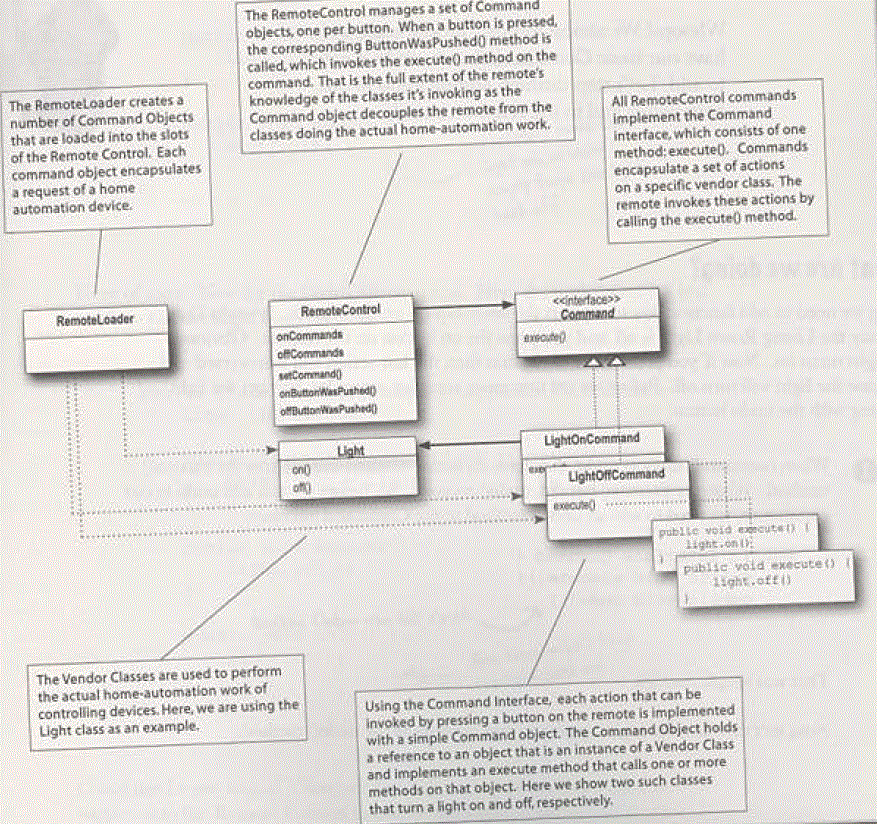 The RemoteControl manages a set of Command
objects, one per button. When a button is pressed,
the corresponding ButtonWasPushed() method is
called, which invokes the execute() method on the
command. That is the full extent of the remote's
knowledge of the classes it's invoking as the
Command object decouples the remote from the
classes doing the actual home-automation work.
The RemoteLoader creates a
number of Command Objects
that are loaded into the slots
of the Remote Control. Each
command object encapsulates
a request of a home
automation device.
All RemoteControl commands
implement the Command
interface, which consists of one
method: execute(). Commands
encapsulate a set of actions
on a specific vendor class. The
remote invokes these actions by
calling the execute() method.
RemoteLoader
RemoteControl
onCommands
offCommands
setCommand()
onButtonWasPushed()
offButtonWasPushed()
<<interface>>
Command
execute()
Light
on()
off()
LightOnCommand
LightOffCommand
execute()
public void execute() {
light.on();
}
public void execute() {
light.off()
}
The Vendor Classes are used to perform
the actual home-automation work of
controlling devices. Here, we are using the
Light class as an example.
Using the Command Interface, each action that can be
invoked by pressing a button on the remote is implemented
with a simple Command object. The Command Object holds
a reference to an object that is an instance of a Vendor Class
and implements an execute method that calls one or more
methods on that object. Here we show two such classes
that turn a light on and off, respectively.